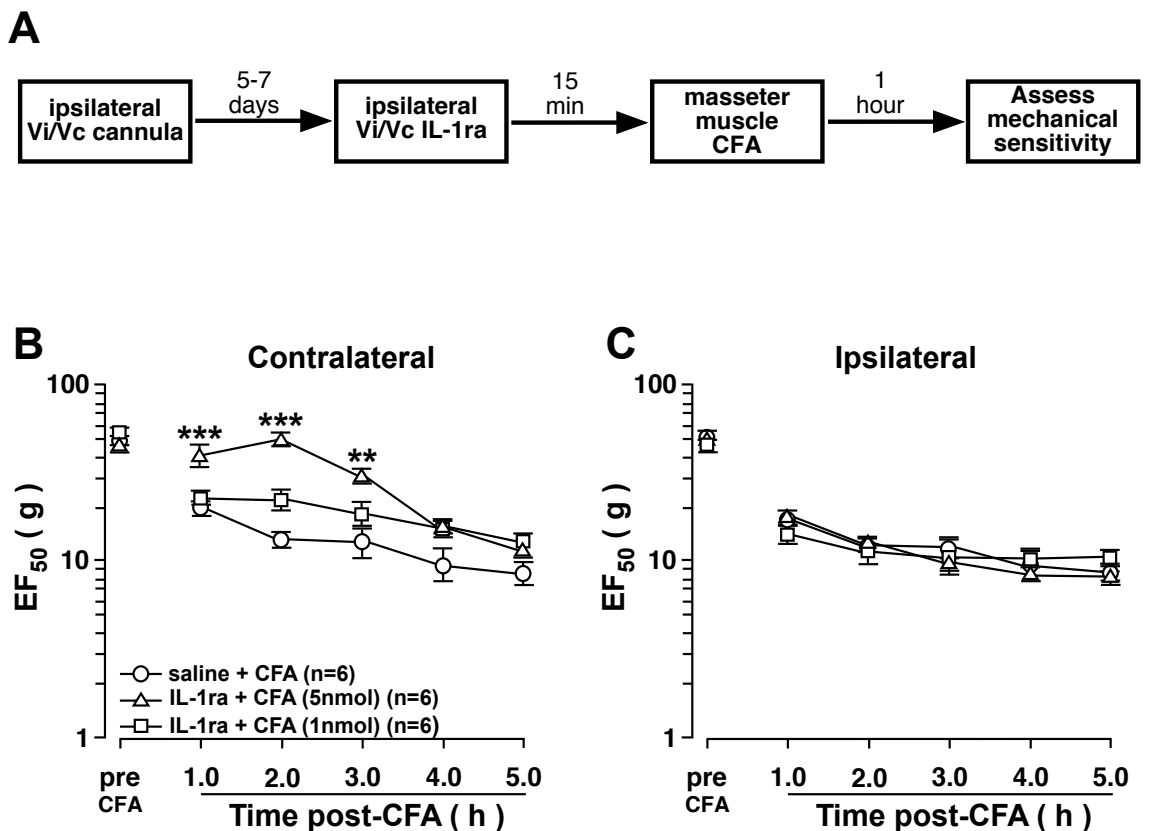 A
ipsilateral
Vi/Vc cannula
5-7
days
ipsilateral
Vi/Vc IL-1ra
15
min
masseter
muscle
CFA
1
hour
Assess
mechanical
sensitivity
B
Contralateral
100
10
1
EF50 ( g )
***
***
**
saline + CFA (n=6)
IL-1ra + CFA (5nmol) (n=6)
IL-1ra + CFA (1nmol) (n=6)
pre
CFA
1.0 2.0 3.0 4.0 5.0
Time post-CFA ( h )
C
Ipsilateral
100
10
1
EF50 ( g )
pre
CFA
1.0 2.0 3.0 4.0 5.0
Time post-CFA ( h )